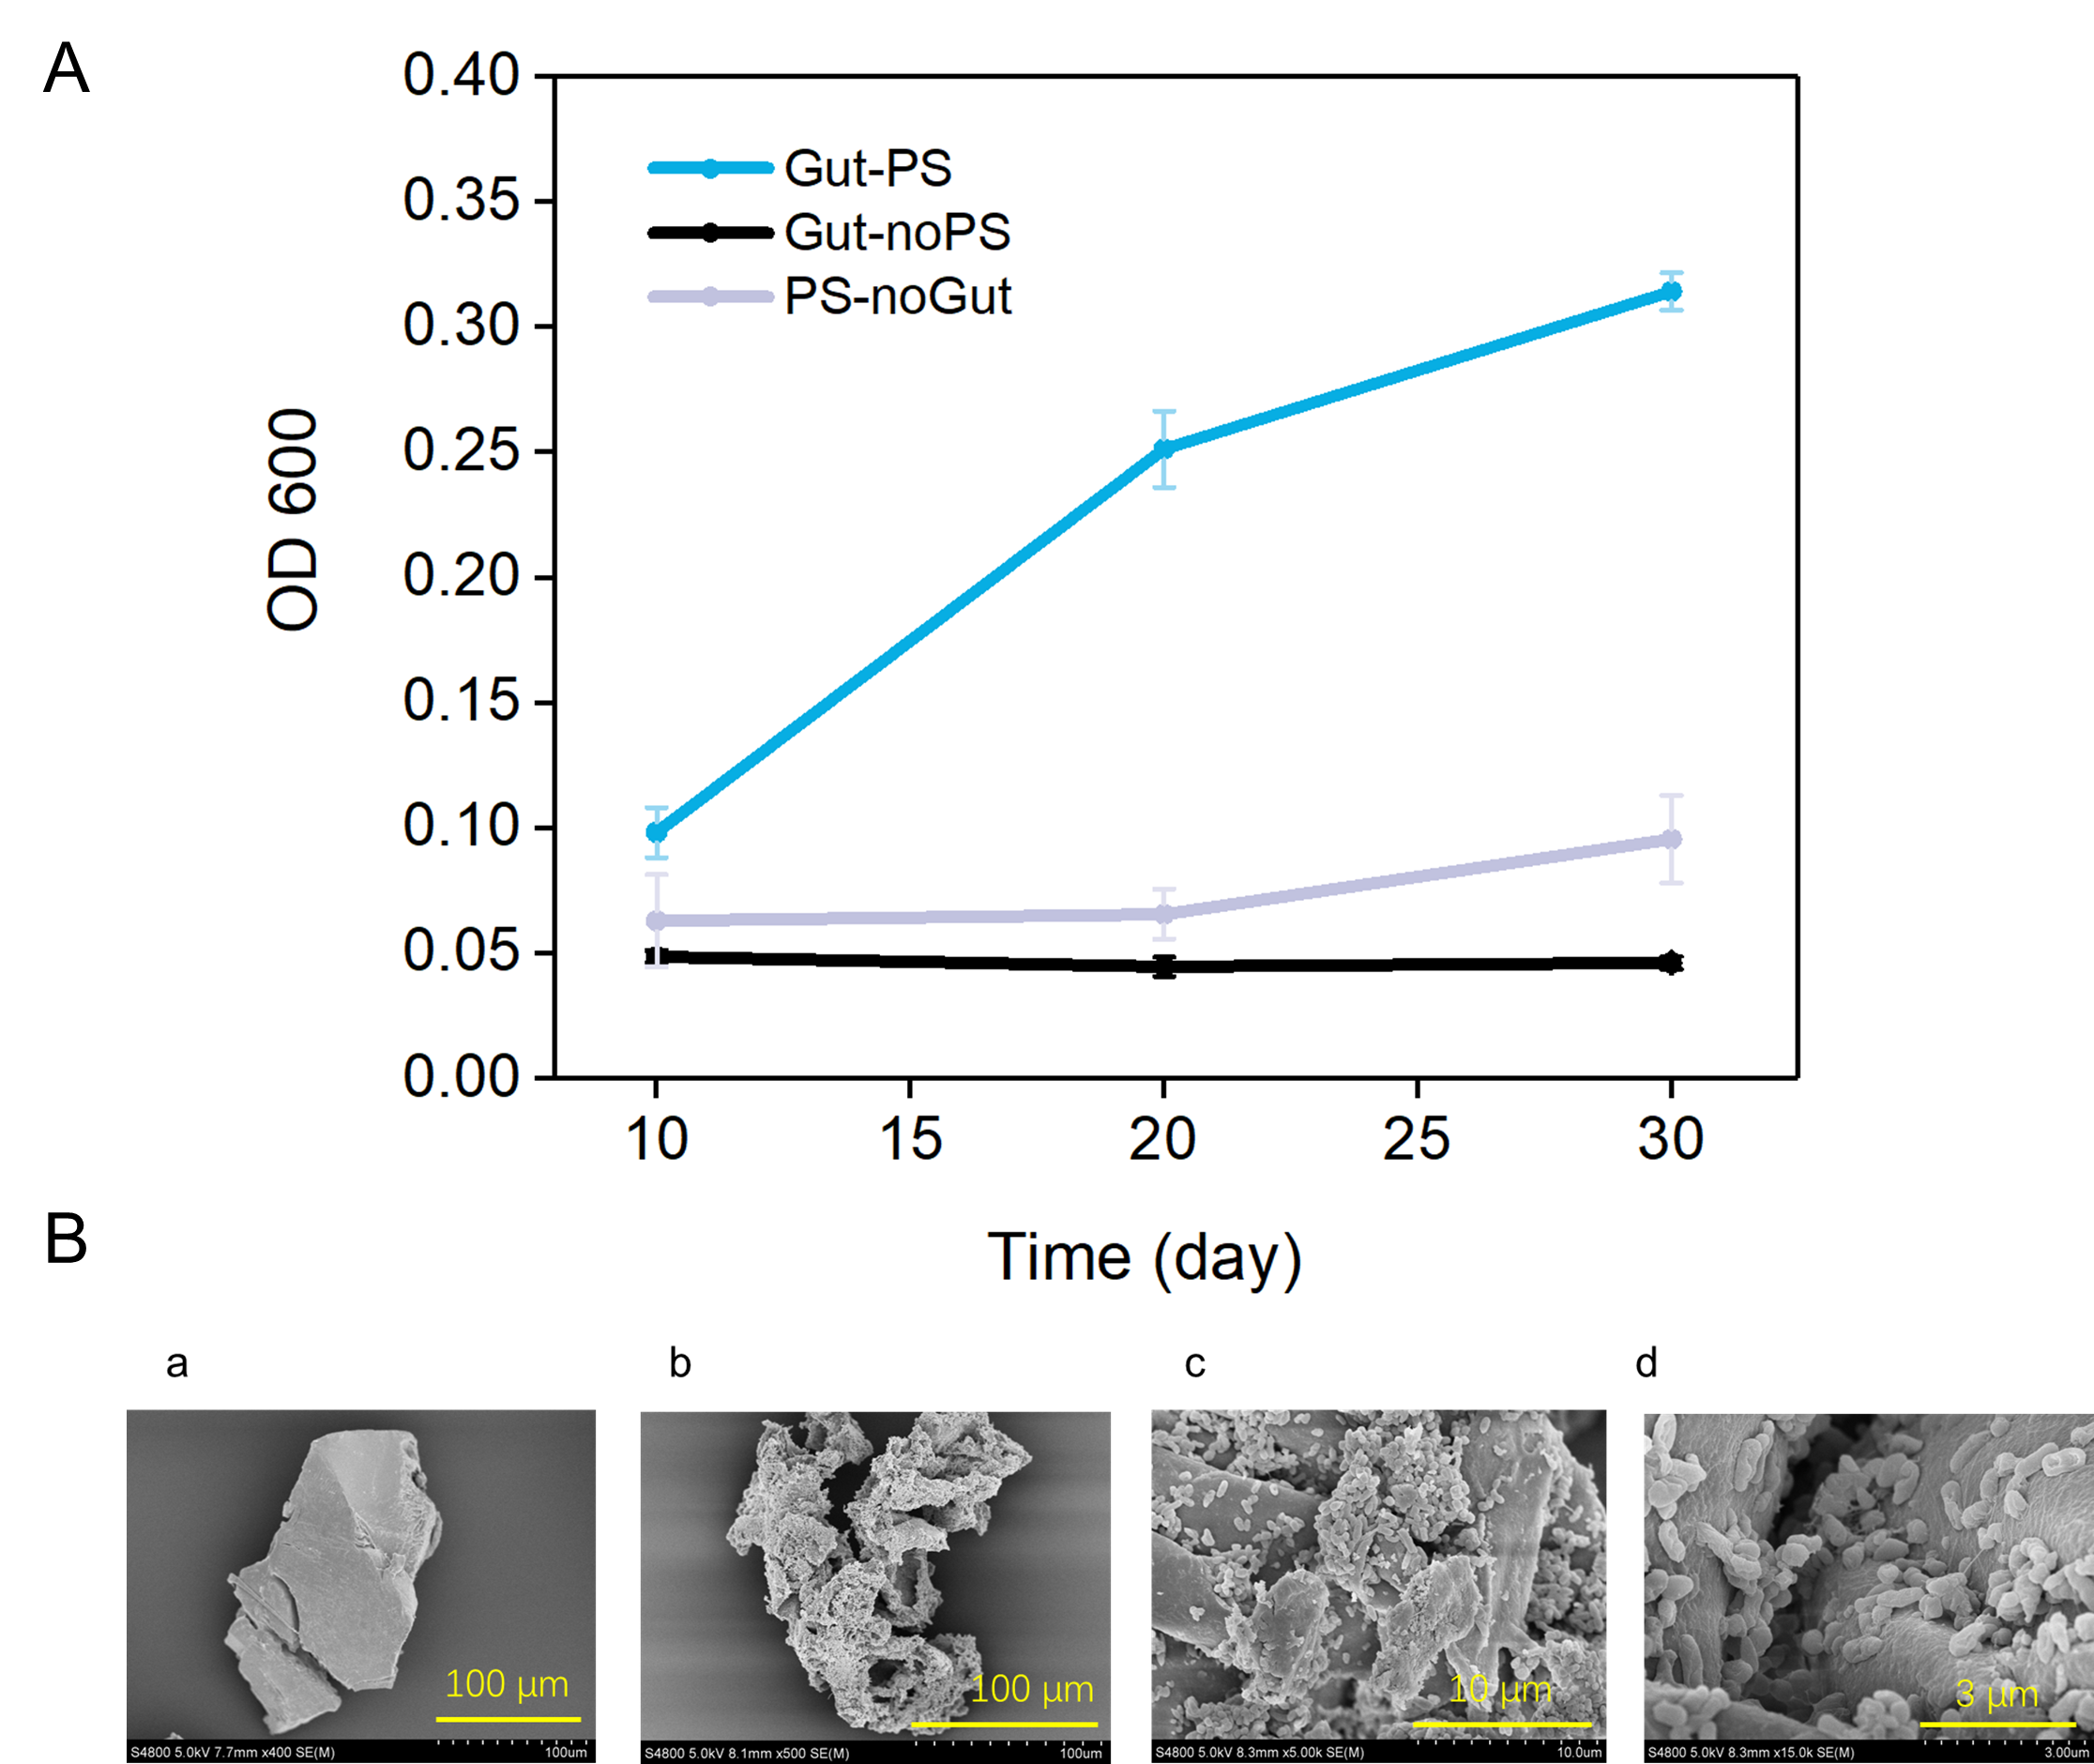 A
0.40
0.35
0.30
0.25
0.20
0.15
0.10
0.05
0.00
OD 600
Gut-PS
Gut-noPS
PS-noGut
10 15 20 25 30
Time (day)
B
a b c d
100 μm
S4800 5.0kV 7.7mm x400 SE(M) 100um
100 μm
S4800 5.0kV 8.1mm x500 SE(M) 100um
10 μm
S4800 5.0kV 8.3mm x5.00k SE(M) 10.0um
3 μm
S4800 5.0kV 8.3mm x15.0k SE(M) 3.00um